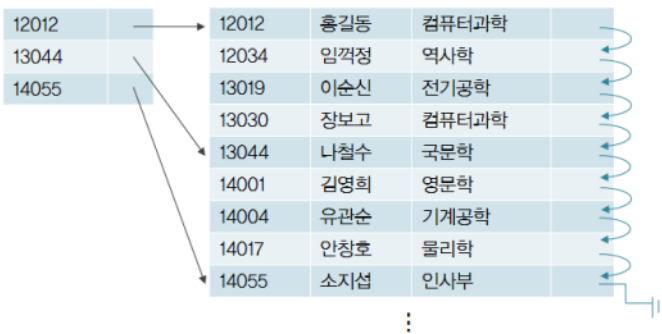 12012 12012 홍길동 컴퓨터과학
13044 12034 임꺽정 역사학
14055 13019 이순신 전기공학
13030 장보고 컴퓨터과학
13044 나철수 국문학
14001 김영희 영문학
14004 유관순 기계공학
14017 안창호 물리학
14055 소지섭 인사부